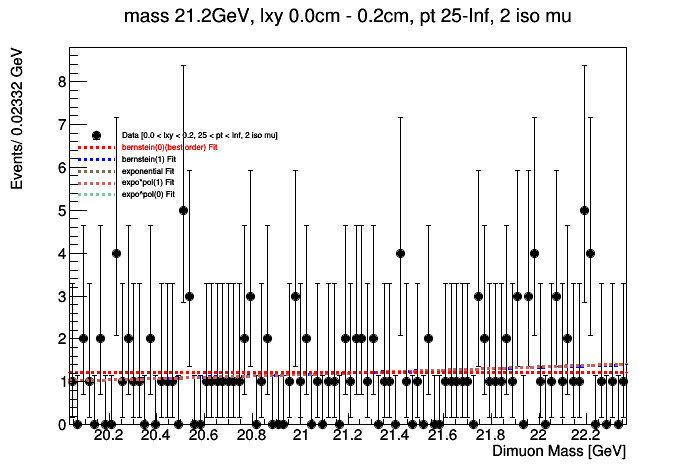 mass 21.2GeV, lxy 0.0cm - 0.2cm, pt 25-Inf, 2 iso mu
Events/ 0.02332 GeV
8
7
6
5
4
3
2
1
0
Data [0.0 < lxy < 0.2, 25 < pt < Inf, 2 iso mu]
bernstein(0)(best order) Fit
bernstein(1) Fit
exponential Fit
expo*pol(1) Fit
expo*pol(0) Fit
20.2 20.4 20.6 20.8 21 21.2 21.4 21.6 21.8 22 22.2
Dimuon Mass [GeV]